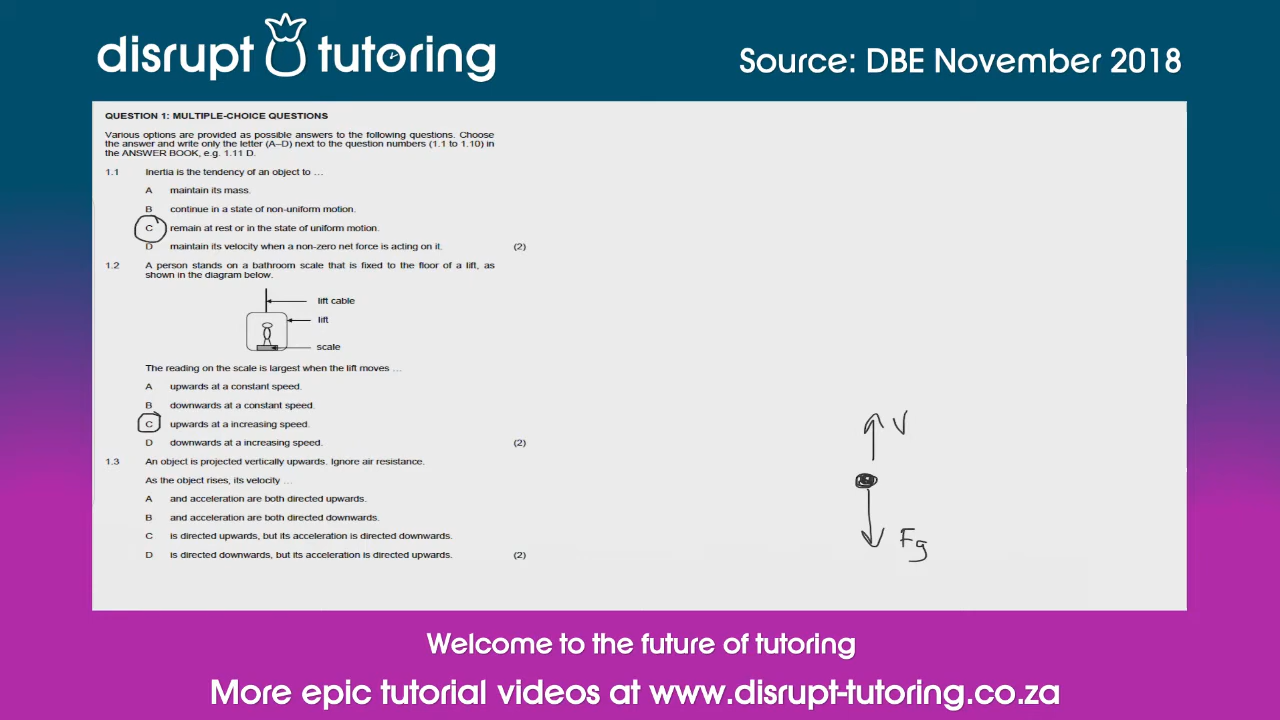 disrupt tutoring
Source: DBE November 2018
QUESTION 1: MULTIPLE-CHOICE QUESTIONS
Various options are provided as possible answers to the following questions. Choose
the answer and write only the letter (A–D) next to the question numbers (1.1 to 1.10) in
the ANSWER BOOK, e.g. 1.11 D.
1.1 Inertia is the tendency of an object to …
A maintain its mass.
B continue in a state of non-uniform motion.
C remain at rest or in the state of uniform motion.
D maintain its velocity when a non-zero net force is acting on it. (2)
1.2 A person stands on a bathroom scale that is fixed to the floor of a lift, as
shown in the diagram below.
lift cable
lift
scale
The reading on the scale is largest when the lift moves …
A upwards at a constant speed.
B downwards at a constant speed.
C upwards at a increasing speed.
D downwards at a increasing speed. (2)
1.3 An object is projected vertically upwards. Ignore air resistance.
As the object rises, its velocity …
A and acceleration are both directed upwards.
B and acceleration are both directed downwards.
C is directed upwards, but its acceleration is directed downwards.
D is directed downwards, but its acceleration is directed upwards. (2)
V
Fg
Welcome to the future of tutoring
More epic tutorial videos at www.disrupt-tutoring.co.za